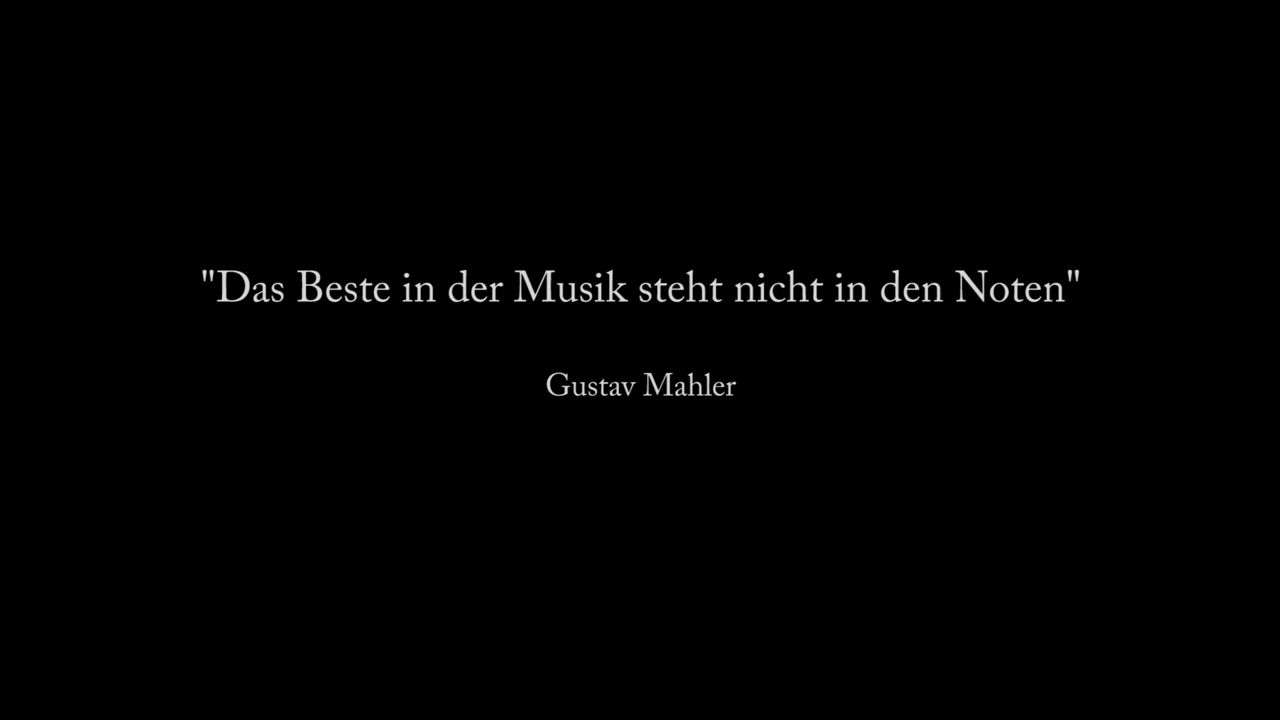 "Das Beste in der Musik steht nicht in den Noten"
Gustav Mahler